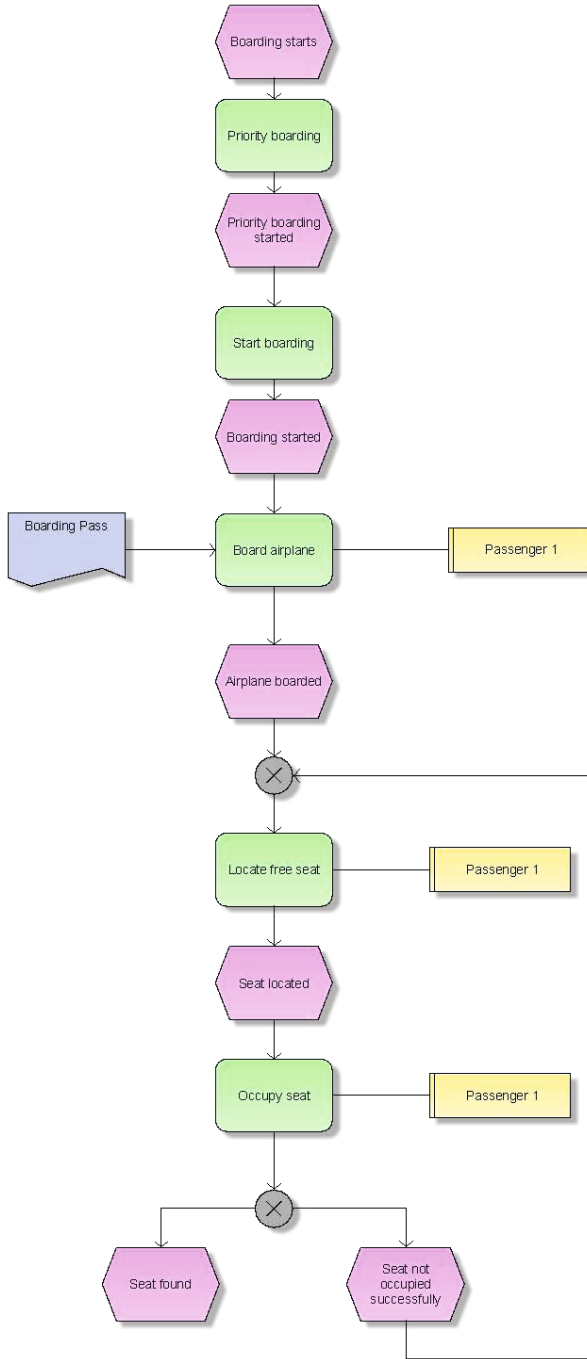 Boarding starts
Priority boarding
Priority boarding
started
Start boarding
Boarding started
Boarding Pass
Board airplane
Passenger 1
Airplane boarded
Locate free seat
Passenger 1
Seat located
Occupy seat
Passenger 1
Seat found
Seat not
occupied
successfully